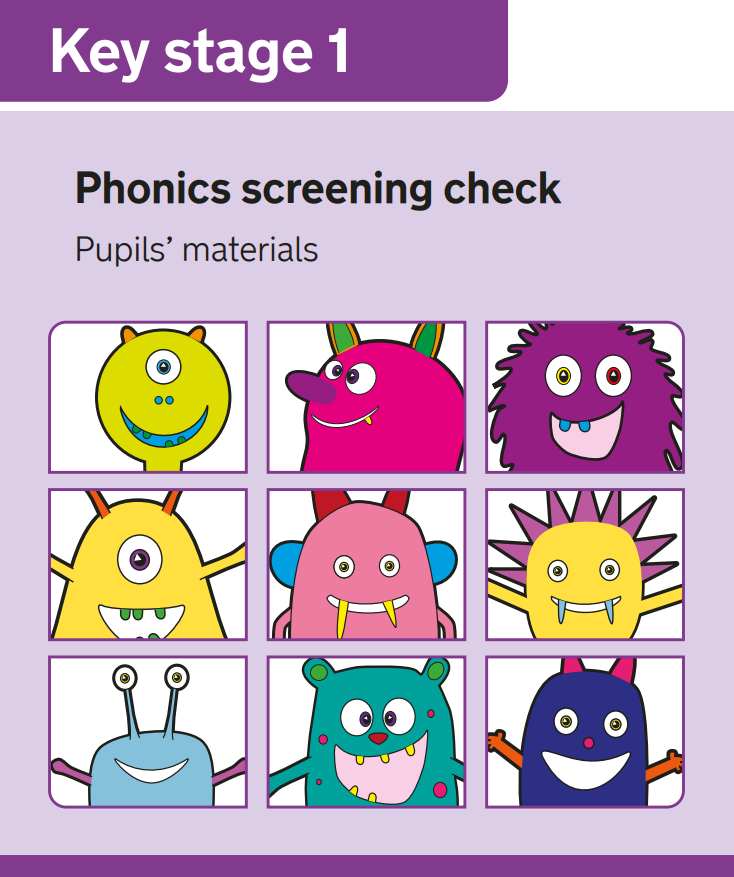 Key stage 1
Phonics screening check
Pupils’ materials